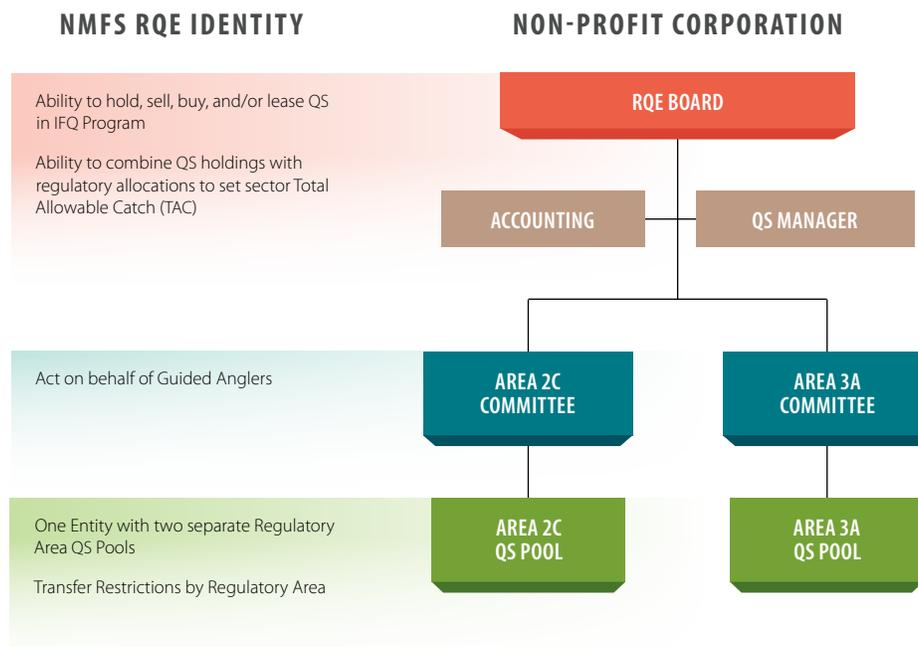 NMFS RQE IDENTITY
NON-PROFIT CORPORATION
Ability to hold, sell, buy, and/or lease QS
in IFQ Program
Ability to combine QS holdings with
regulatory allocations to set sector Total
Allowable Catch (TAC)
RQE BOARD
ACCOUNTING
QS MANAGER
Act on behalf of Guided Anglers
AREA 2C
COMMITTEE
AREA 3A
COMMITTEE
One Entity with two separate Regulatory
Area QS Pools
Transfer Restrictions by Regulatory Area
AREA 2C
QS POOL
AREA 3A
QS POOL